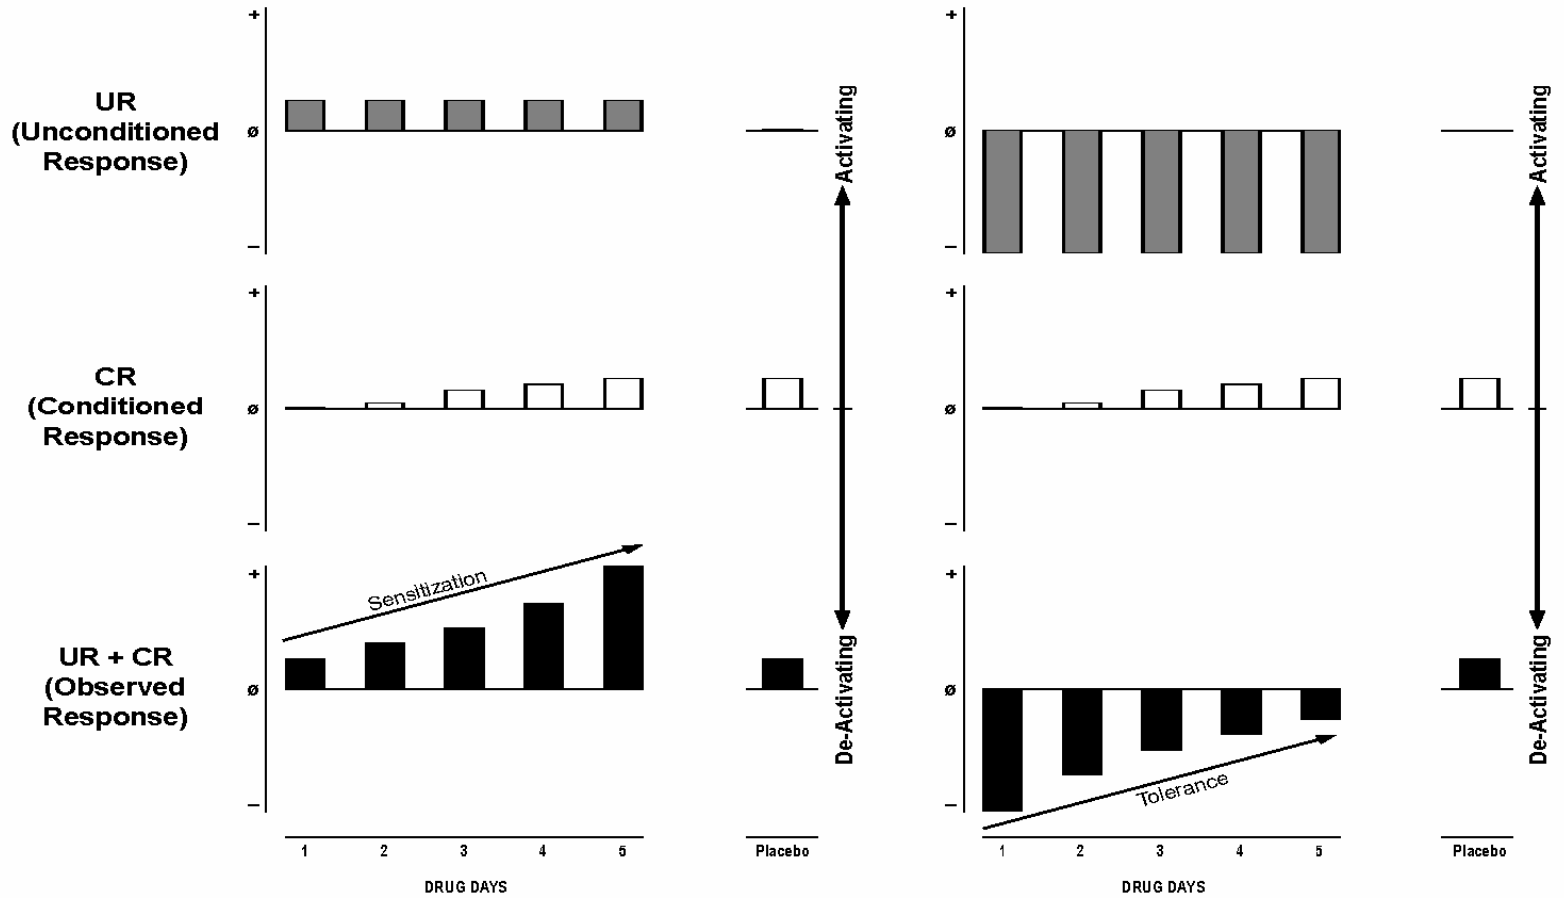 +
+
UR
(Unconditioned
Response)
ø
ø
–
–
Activating
Activating
+
+
CR
(Conditioned
Response)
ø
ø
–
–
Sensitization
+
+
UR + CR
(Observed
Response)
ø
ø
De-Activating
De-Activating
Tolerance
–
–
1 2 3 4 5 Placebo
1 2 3 4 5 Placebo
DRUG DAYS
DRUG DAYS